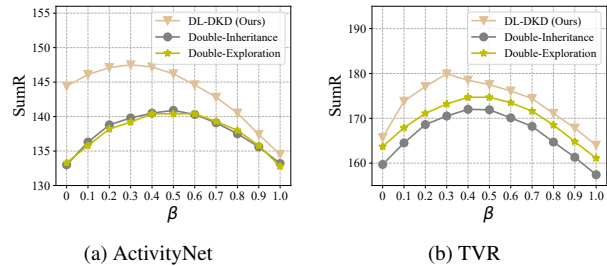 155
150
145
140
135
130
SumR
DL-DKD (Ours)
Double-Inheritance
Double-Exploration
0 0.1 0.2 0.3 0.4 0.5 0.6 0.7 0.8 0.9 1.0
β
(a) ActivityNet
190
180
170
160
SumR
DL-DKD (Ours)
Double-Inheritance
Double-Exploration
0 0.1 0.2 0.3 0.4 0.5 0.6 0.7 0.8 0.9 1.0
β
(b) TVR